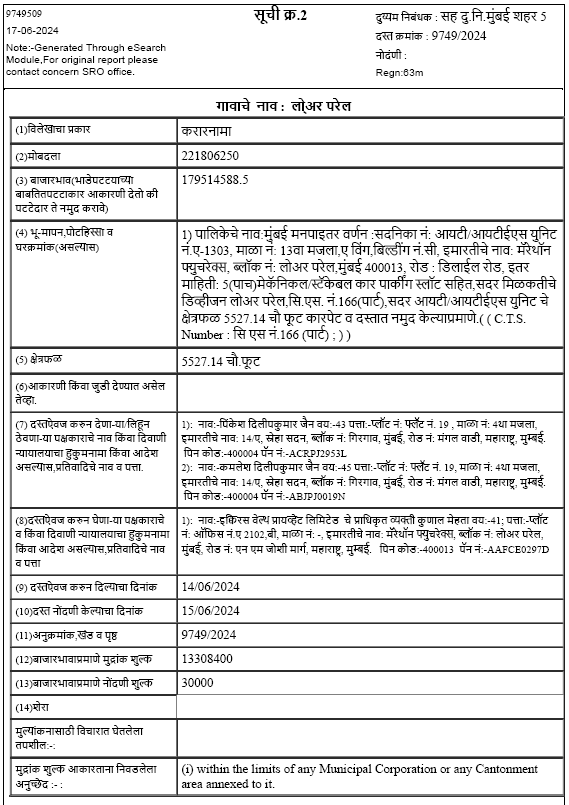 9749509
17-06-2024
Note:-Generated Through eSearch
Module,For original report please
contact concern SRO office.
सूची क्र.2
दुय्यम निबंधक : सह दु.नि.मुंबई शहर 5
दस्त क्रमांक : 9749/2024
नोदंणी :
Regn:63m
गावाचे नाव : लोअर परेल
(1)विलेखाचा प्रकार
करारनामा
(2)मोबदला
221806250
(3) बाजारभाव(भाडेपटटयाच्या
बाबतितपटटाकार आकारणी देतो की
पटटेदार ते नमुद करावे)
179514588.5
(4) भू-मापन,पोटहिस्सा व
घरक्रमांक(असल्यास)
1) पालिकेचे नाव:मुंबई मनपाइतर वर्णन :सदनिका नं: आयटी/आयटीईएस युनिट
नं.ए-1303, माळा नं: 13वा मजला,ए विंग,बिल्डींग नं.सी, इमारतीचे नाव: मॅरेथॉन
फ्युचरेक्स, ब्लॉक नं: लोअर परेल,मुंबई 400013, रोड : डिलाईल रोड, इतर
माहिती: 5(पाच)मेकॅनिकल/स्टॅकेबल कार पार्कींग स्लॉट सहित,सदर मिळकतीचे
डिव्हीजन लोअर परेल,सि.एस. नं.166(पार्ट),सदर आयटी/आयटीईएस युनिट चे
क्षेत्रफळ 5527.14 चौ फूट कारपेट व दस्तात नमुद केल्याप्रमाणे.( ( C.T.S.
Number : सि एस नं.166 (पार्ट) ; ) )
(5) क्षेत्रफळ
5527.14 चौ.फूट
(6)आकारणी किंवा जुडी देण्यात असेल
तेव्हा.
(7) दस्तऐवज करुन देणा-या/लिहून
ठेवणा-या पक्षकाराचे नाव किंवा दिवाणी
न्यायालयाचा हुकुमनामा किंवा आदेश
असल्यास,प्रतिवादिचे नाव व पत्ता.
1): नाव:-पिंकेश दिलीपकुमार जैन वय:-43 पत्ता:-प्लॉट नं: फ्लॅट नं. 19 , माळा नं: 4था मजला,
इमारतीचे नाव: 14/ए, स्नेहा सदन, ब्लॉक नं: गिरगाव, मुंबई, रोड नं: मंगल वाडी, महाराष्ट्र, मुम्बई.
पिन कोड:-400004 पॅन नं:-ACRPJ2953L
2): नाव:-कमलेश दिलीपकुमार जैन वय:-45 पत्ता:-प्लॉट नं: फ्लॅट नं. 19, माळा नं: 4था मजला,
इमारतीचे नाव: 14/ए, स्नेहा सदन, ब्लॉक नं: गिरगाव, मुंबई, रोड नं: मंगल वाडी, महाराष्ट्र, मुम्बई.
पिन कोड:-400004 पॅन नं:-ABJPJ0019N
(8)दस्तऐवज करुन घेणा-या पक्षकाराचे
व किंवा दिवाणी न्यायालयाचा हुकुमनामा
किंवा आदेश असल्यास,प्रतिवादिचे नाव
व पत्ता
1): नाव:-इकिरस वेल्थ प्रायव्हेट लिमिटेड चे प्राधिकृत व्यक्ती कुणाल मेहता वय:-41; पत्ता:-प्लॉट
नं: ऑफिस नं.ए 2102,बी, माळा नं: -, इमारतीचे नाव: मॅरेथॉन फ्युचरेक्स, ब्लॉक नं: लोअर परेल,
मुंबई, रोड नं: एन एम जोशी मार्ग, महाराष्ट्र, मुम्बई. पिन कोड:-400013 पॅन नं:-AAFCE0297D
(9) दस्तऐवज करुन दिल्याचा दिनांक
14/06/2024
(10)दस्त नोंदणी केल्याचा दिनांक
15/06/2024
(11)अनुक्रमांक,खंड व पृष्ठ
9749/2024
(12)बाजारभावाप्रमाणे मुद्रांक शुल्क
13308400
(13)बाजारभावाप्रमाणे नोंदणी शुल्क
30000
(14)शेरा
मुल्यांकनासाठी विचारात घेतलेला
तपशील:-:
मुद्रांक शुल्क आकारताना निवडलेला
अनुच्छेद :- :
(i) within the limits of any Municipal Corporation or any Cantonment
area annexed to it.